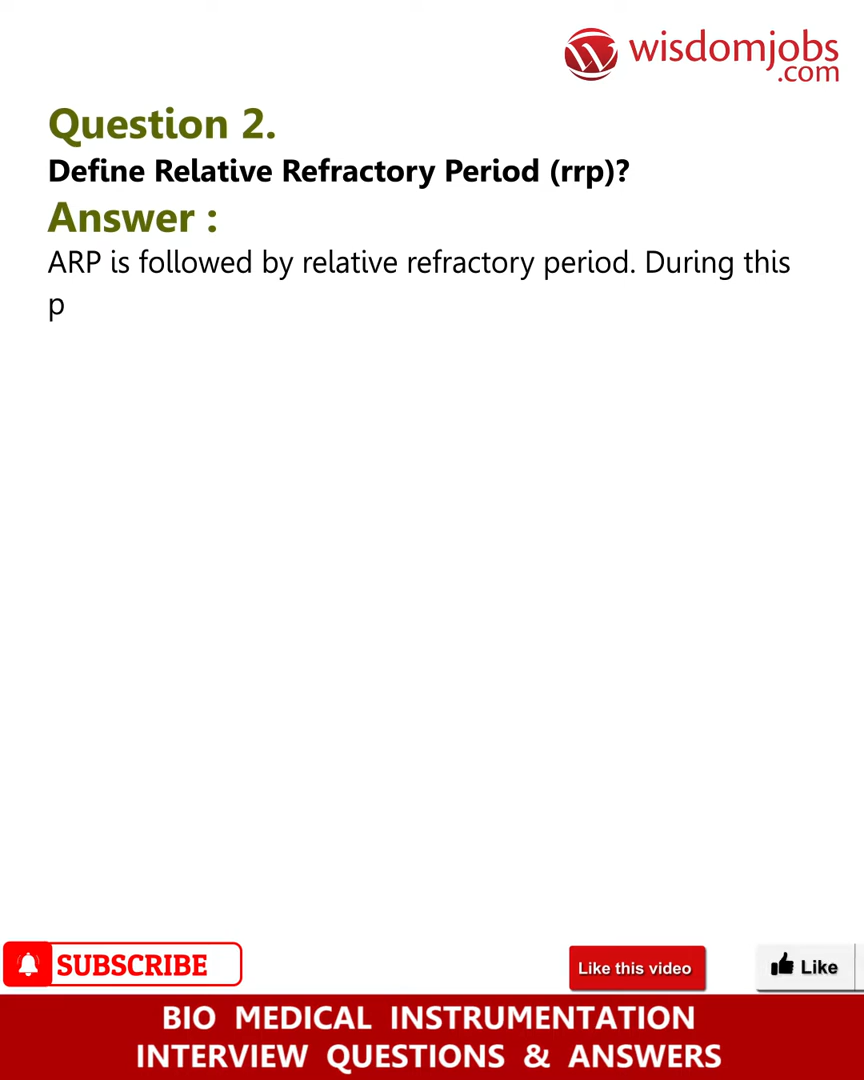 wisdomjobs
.com
Question 2.
Define Relative Refractory Period (rrp)?
Answer :
ARP is followed by relative refractory period. During this
p
SUBSCRIBE
Like this video
Like
BIO MEDICAL INSTRUMENTATION
INTERVIEW QUESTIONS & ANSWERS